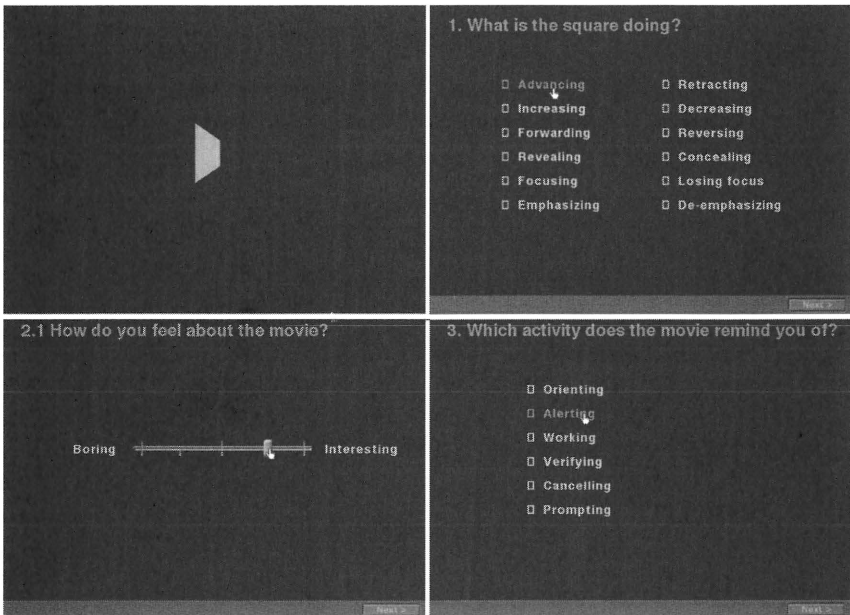 1. What is the square doing?
Advancing Retracting
Increasing Decreasing
Forwarding Reversing
Revealing Concealing
Focusing Losing focus
Emphasizing De-emphasizing
Next >
2.1 How do you feel about the movie?
Boring Interesting
Next >
3. Which activity does the movie remind you of?
Orienting
Alerting
Working
Verifying
Cancelling
Prompting
Next >